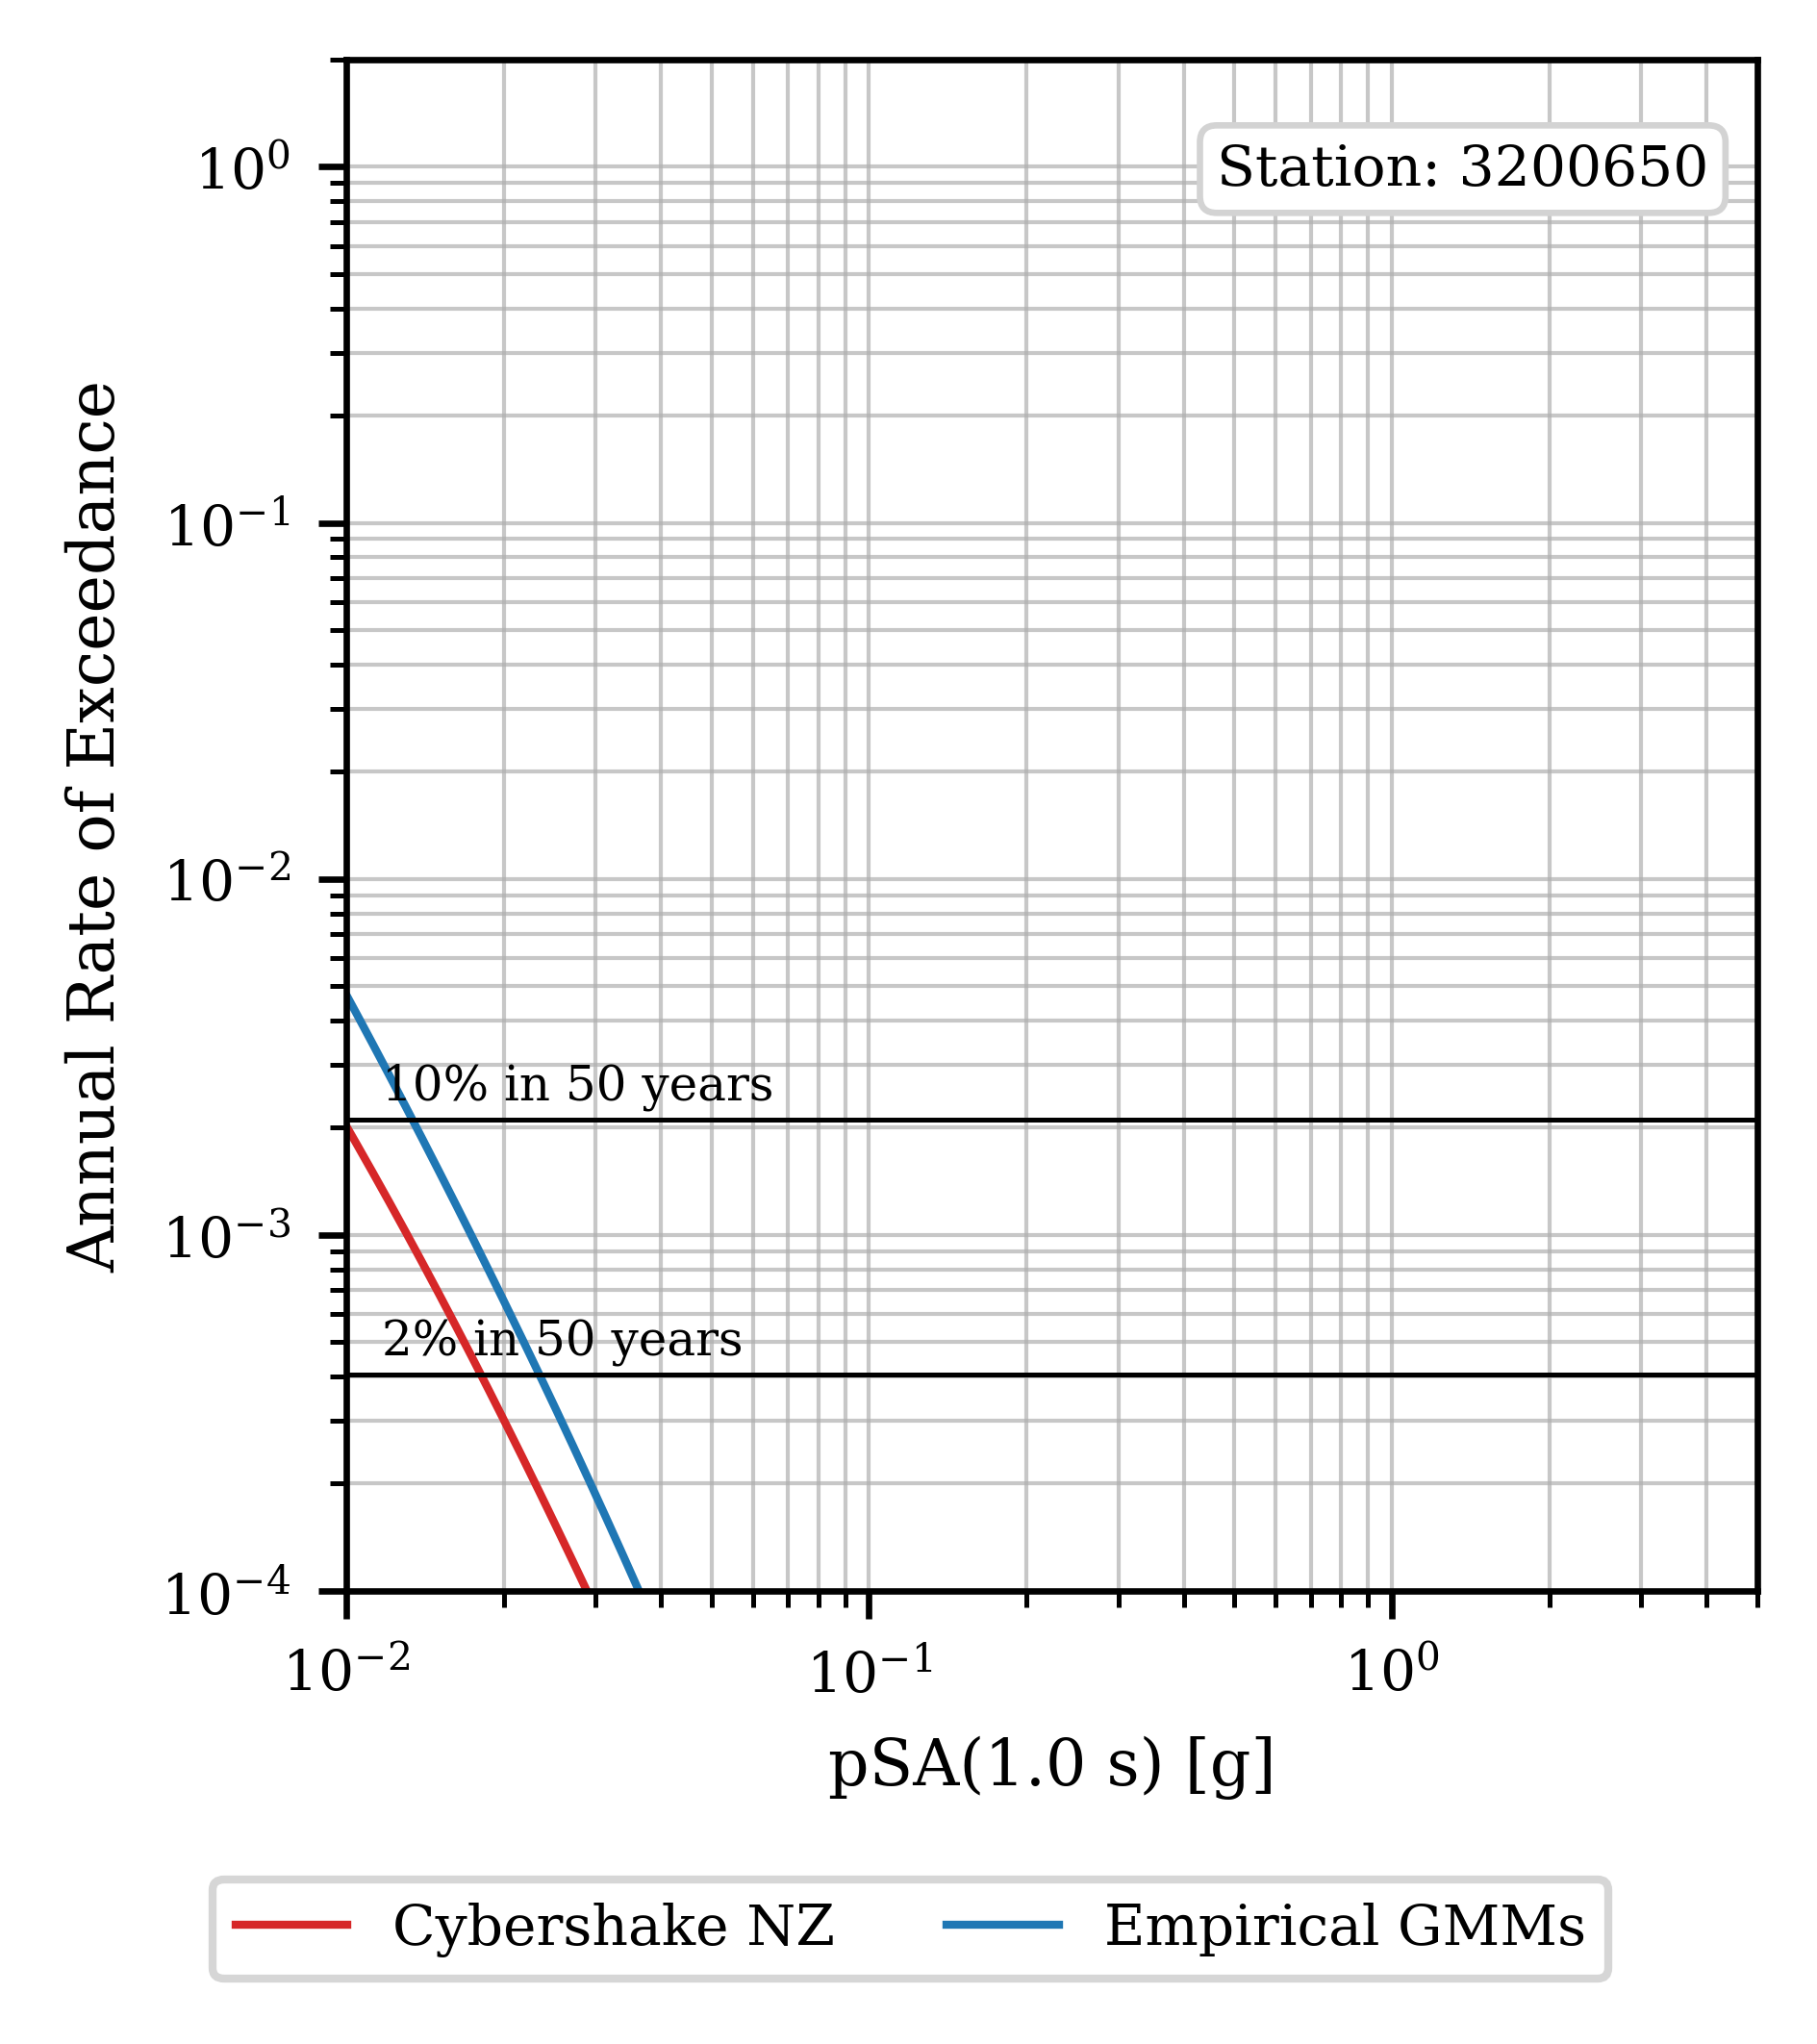 Station: 3200650
10⁰
10⁻¹
10⁻²
10⁻³
10⁻⁴
Annual Rate of Exceedance
10% in 50 years
2% in 50 years
10⁻²
10⁻¹
10⁰
pSA(1.0 s) [g]
Cybershake NZ
Empirical GMMs